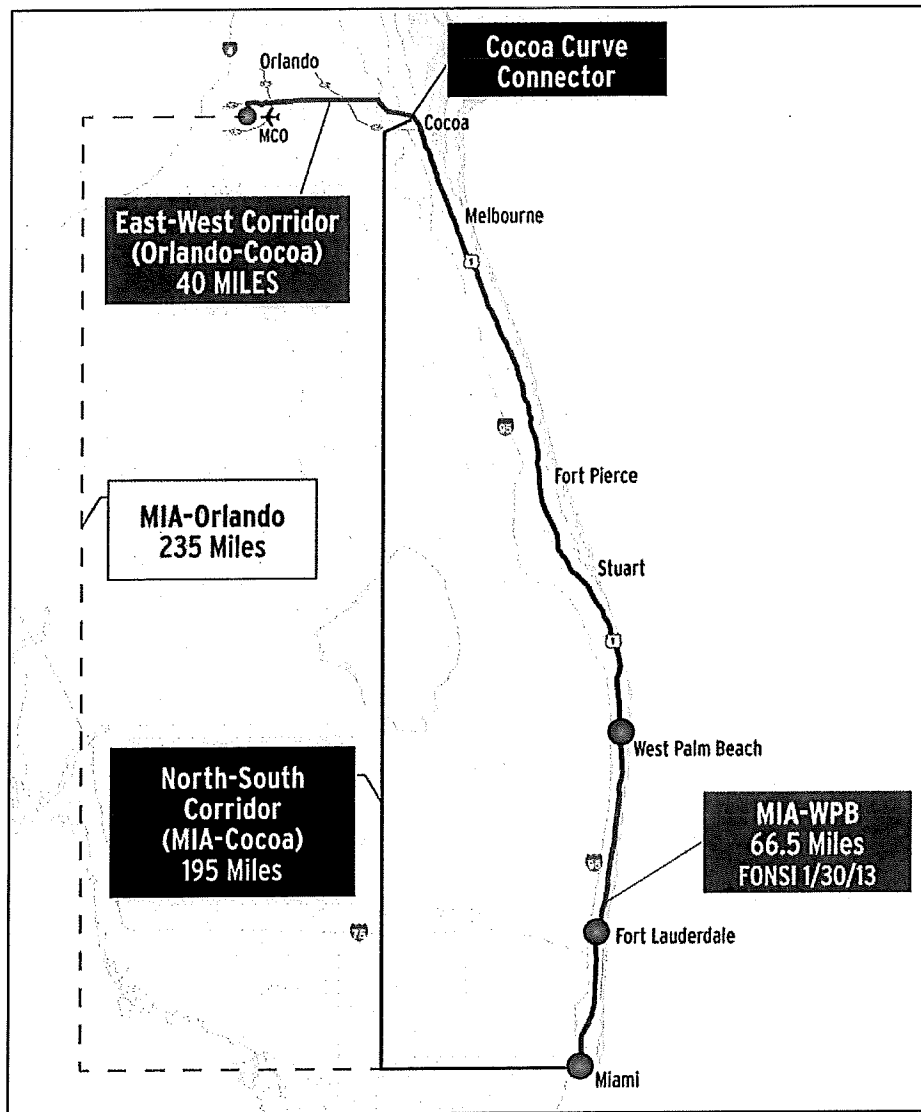 4
Orlando
Cocoa Curve
Connector
MCO
Cocoa
East-West Corridor
(Orlando-Cocoa)
40 MILES
Melbourne
1
95
Fort Pierce
MIA-Orlando
235 Miles
Stuart
1
West Palm Beach
North-South
Corridor
(MIA-Cocoa)
195 Miles
MIA-WPB
66.5 Miles
FONSI 1/30/13
95
75
Fort Lauderdale
Miami